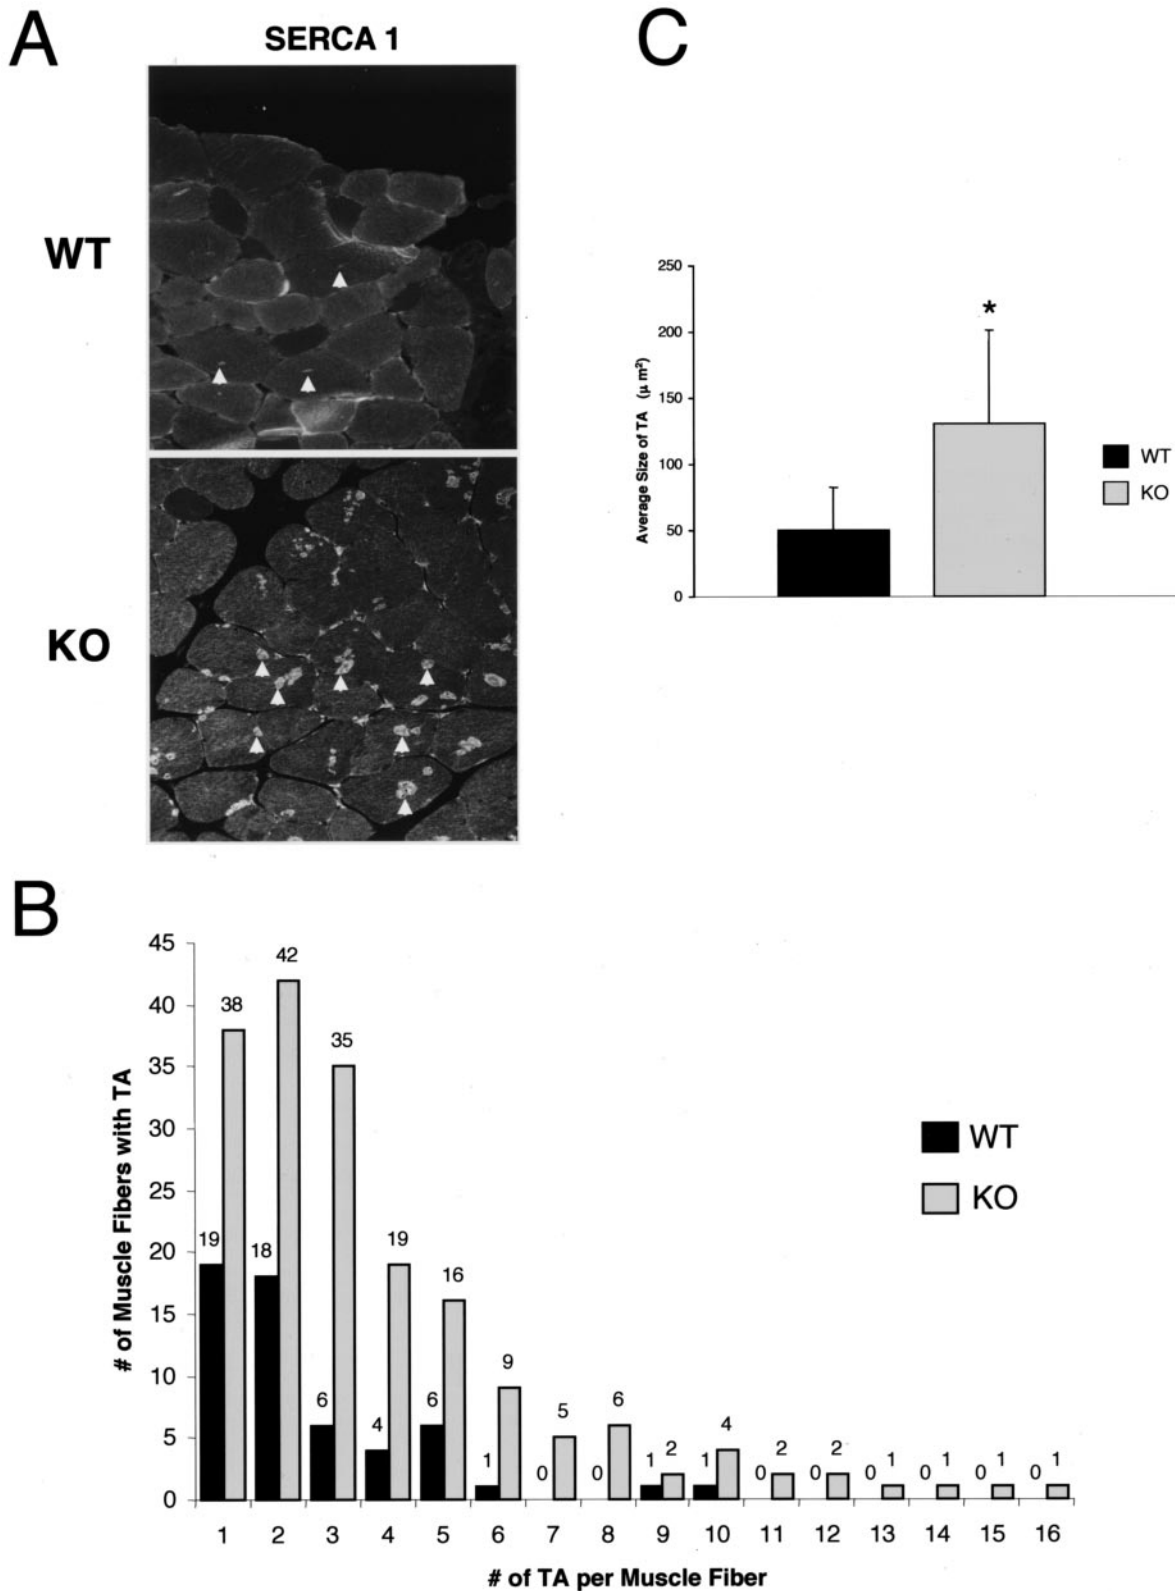 A
SERCA 1
WT
KO
C
250
200
150
100
50
0
Average Size of TA (μ m²)
*
WT
KO
B
45
40
35
30
25
20
15
10
5
0
# of Muscle Fibers with TA
19 38
18 42
6 35
4 19
6 16
1 9
0 5
0 6
1 2
1 4
0 2
0 2
0 1
0 1
0 1
0 1
WT
KO
1 2 3 4 5 6 7 8 9 10 11 12 13 14 15 16
# of TA per Muscle Fiber